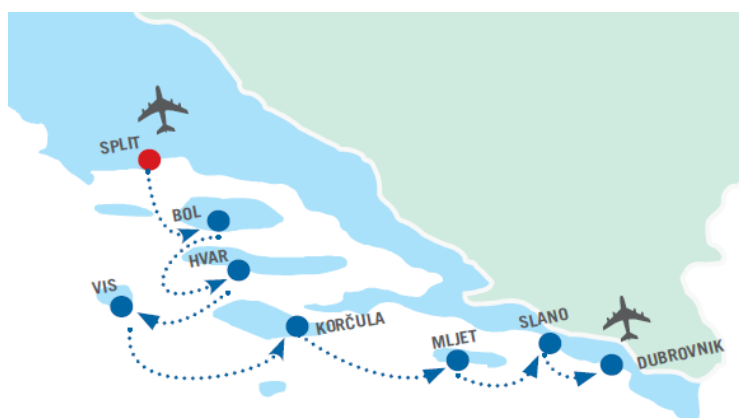 SPLIT
BOL
HVAR
VIS
KORČULA
MLJET
SLANO
DUBROVNIK